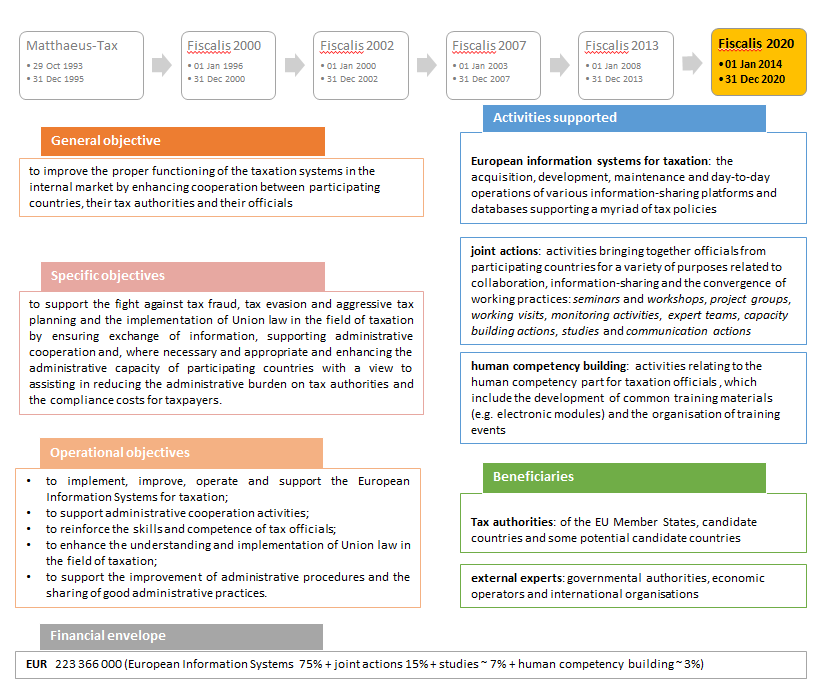 Matthaeus-Tax
• 29 Oct 1993
• 31 Dec 1995
Fiscalis 2000
• 01 Jan 1996
• 31 Dec 2000
Fiscalis 2002
• 01 Jan 2000
• 31 Dec 2002
Fiscalis 2007
• 01 Jan 2003
• 31 Dec 2007
Fiscalis 2013
• 01 Jan 2008
• 31 Dec 2013
Fiscalis 2020
• 01 Jan 2014
• 31 Dec 2020
General objective
to improve the proper functioning of the taxation systems in the
internal market by enhancing cooperation between participating
countries, their tax authorities and their officials
Specific objectives
to support the fight against tax fraud, tax evasion and aggressive tax
planning and the implementation of Union law in the field of taxation
by ensuring exchange of information, supporting administrative
cooperation and, where necessary and appropriate and enhancing the
administrative capacity of participating countries with a view to
assisting in reducing the administrative burden on tax authorities and
the compliance costs for taxpayers.
Operational objectives
• to implement, improve, operate and support the European
Information Systems for taxation;
• to support administrative cooperation activities;
• to reinforce the skills and competence of tax officials;
• to enhance the understanding and implementation of Union law in
the field of taxation;
• to support the improvement of administrative procedures and the
sharing of good administrative practices.
Activities supported
European information systems for taxation: the
acquisition, development, maintenance and day-to-day
operations of various information-sharing platforms and
databases supporting a myriad of tax policies
joint actions: activities bringing together officials from
participating countries for a variety of purposes related to
collaboration, information-sharing and the convergence of
working practices: seminars and workshops, project groups,
working visits, monitoring activities, expert teams, capacity
building actions, studies and communication actions
human competency building: activities relating to the
human competency part for taxation officials , which
include the development of common training materials
(e.g. electronic modules) and the organisation of training
events
Beneficiaries
Tax authorities: of the EU Member States, candidate
countries and some potential candidate countries
external experts: governmental authorities, economic
operators and international organisations
Financial envelope
EUR 223 366 000 (European Information Systems 75% + joint actions 15% + studies ~ 7% + human competency building ~ 3%)